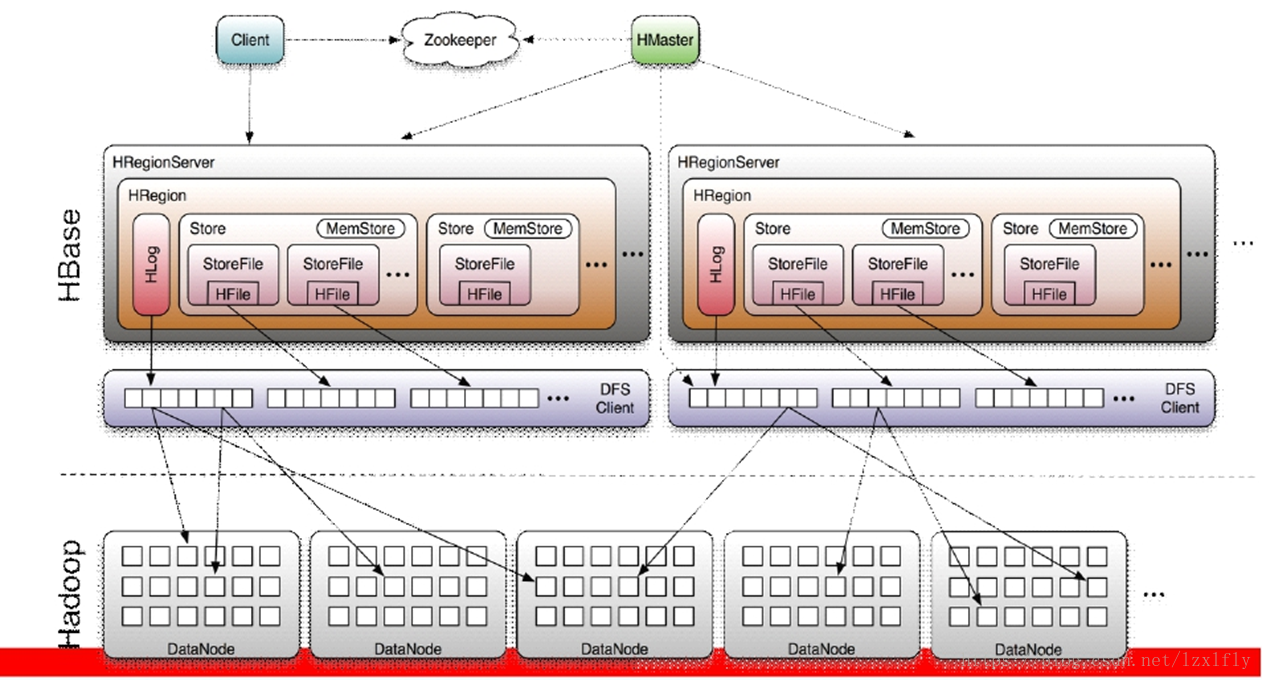 Client
Zookeeper
HMaster
HBase
HRegionServer
HRegion
HLog
Store
MemStore
StoreFile
HFile
StoreFile
HFile
...
Store
MemStore
StoreFile
HFile
...
...
HRegionServer
HRegion
HLog
Store
MemStore
StoreFile
HFile
StoreFile
HFile
...
Store
MemStore
StoreFile
HFile
...
...
...
...
DFS
Client
...
DFS
Client
Hadoop
DataNode
DataNode
DataNode
DataNode
DataNode
...
.net/lzxlfly